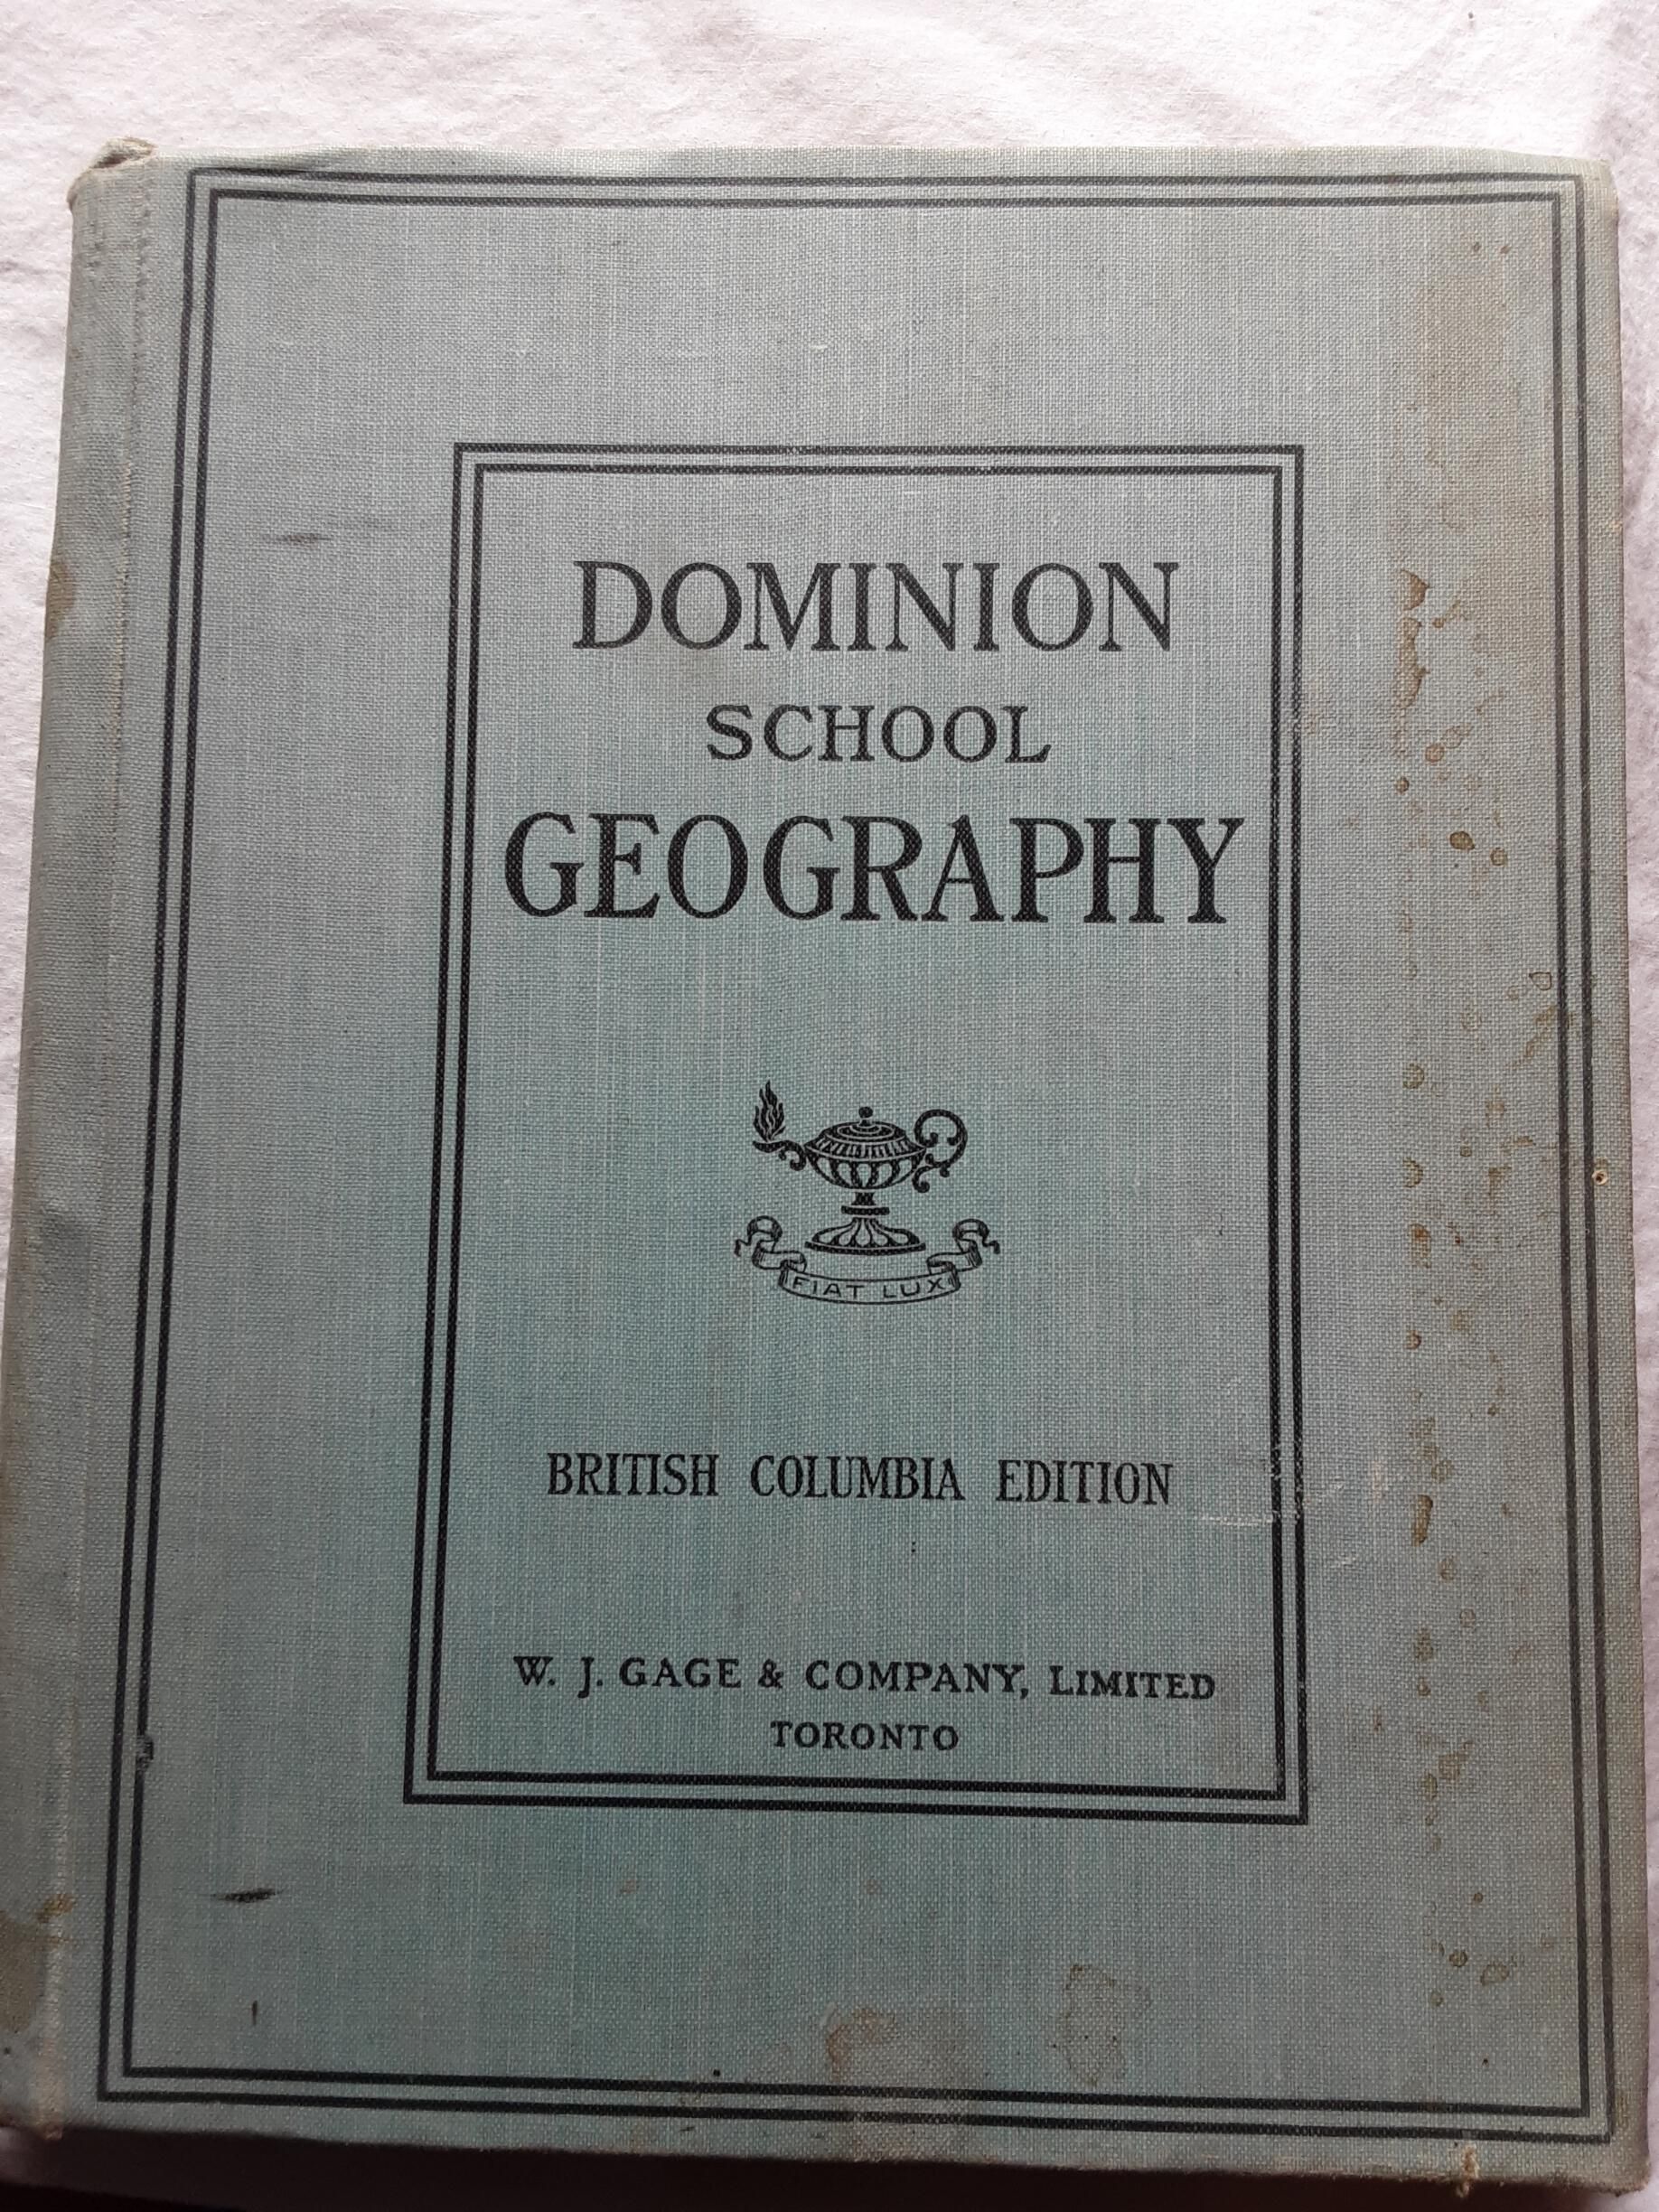 DOMINION
SCHOOL
GEOGRAPHY
FIAT LUX
BRITISH COLUMBIA EDITION
W. J. GAGE & COMPANY, LIMITED
TORONTO